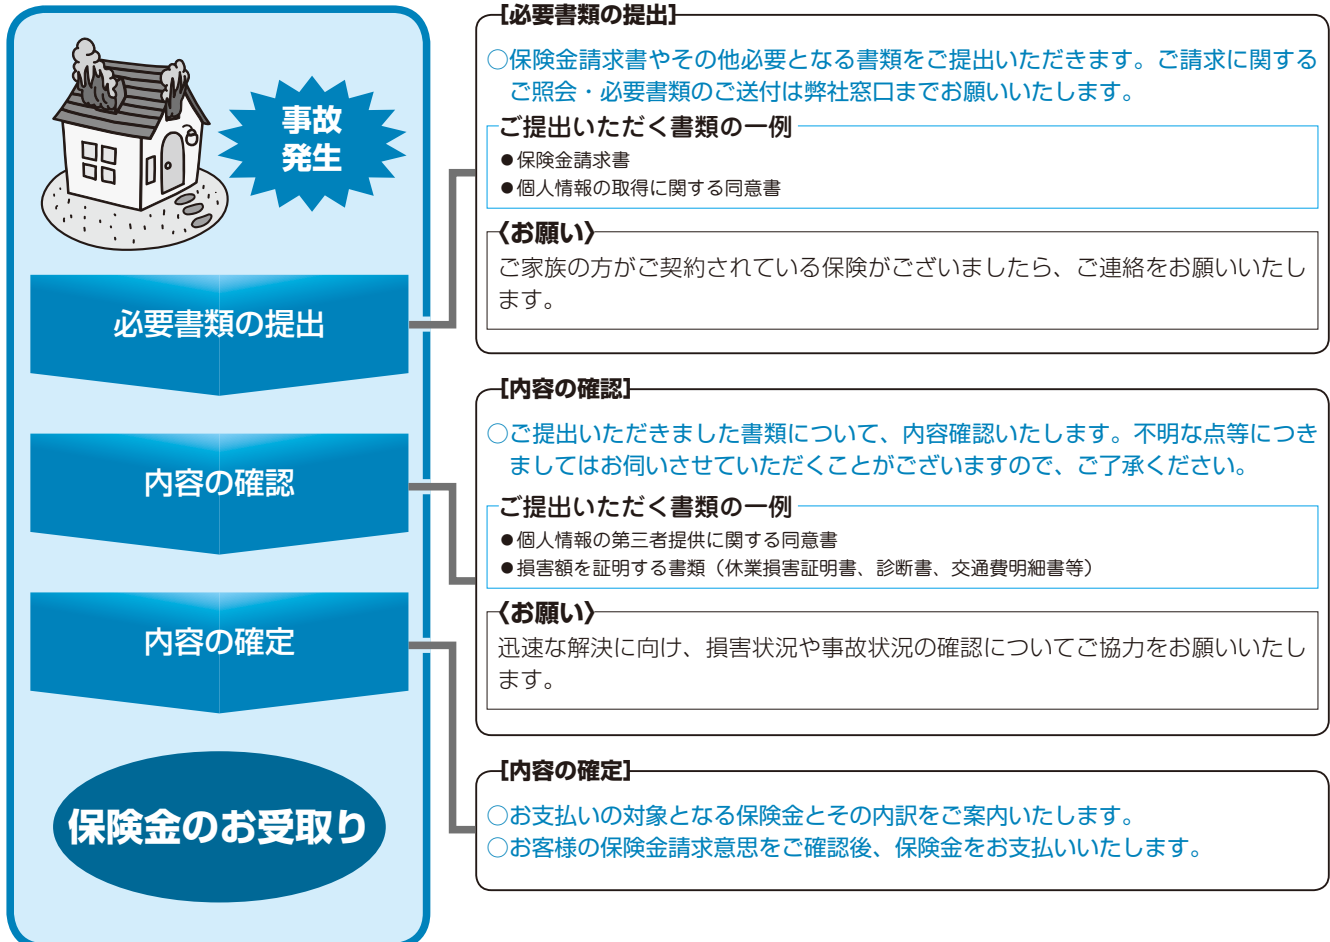 事故
発生
必要書類の提出
内容の確認
内容の確定
保険金のお受取り
[必要書類の提出]
○保険金請求書やその他必要となる書類をご提出いただきます。ご請求に関する
ご照会・必要書類のご送付は弊社窓口までお願いいたします。
ご提出いただく書類の一例
●保険金請求書
●個人情報の取得に関する同意書
〈お願い〉
ご家族の方がご契約されている保険がございましたら、ご連絡をお願いいたし
ます。
[内容の確認]
○ご提出いただきました書類について、内容確認いたします。不明な点等につき
ましてはお伺いさせていただくことがございますので、ご了承ください。
ご提出いただく書類の一例
●個人情報の第三者提供に関する同意書
●損害額を証明する書類（休業損害証明書、診断書、交通費明細書等）
〈お願い〉
迅速な解決に向け、損害状況や事故状況の確認についてご協力をお願いいたし
ます。
[内容の確定]
○お支払いの対象となる保険金とその内訳をご案内いたします。
○お客様の保険金請求意思をご確認後、保険金をお支払いいたします。